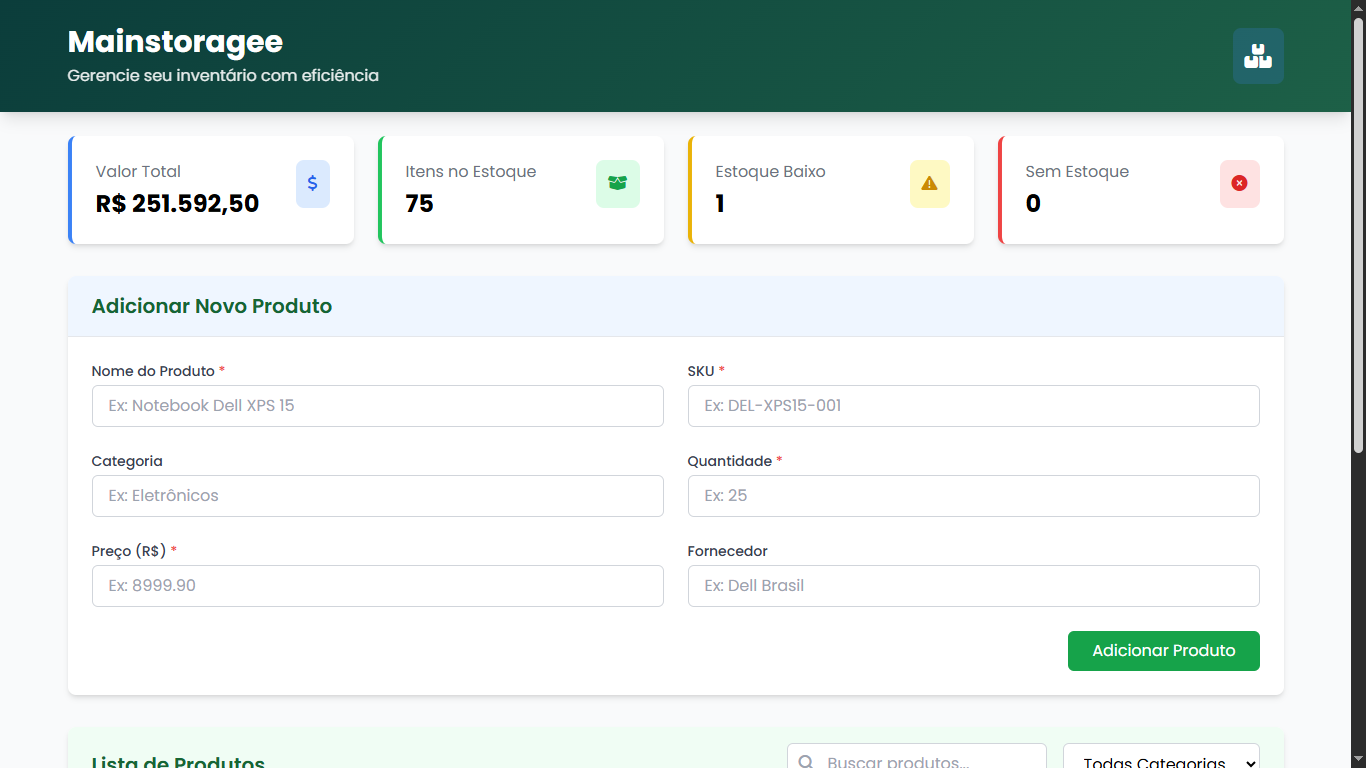 Mainstoragee
Gerencie seu inventário com eficiência
Valor Total
R$ 251.592,50
$
Itens no Estoque
75
Estoque Baixo
1
Sem Estoque
0
Adicionar Novo Produto
Nome do Produto *
Ex: Notebook Dell XPS 15
SKU *
Ex: DEL-XPS15-001
Categoria
Ex: Eletrônicos
Quantidade *
Ex: 25
Preço (R$) *
Ex: 8999.90
Fornecedor
Ex: Dell Brasil
Adicionar Produto
Lista de Produtos
Buscar produtos...
Todas Categorias